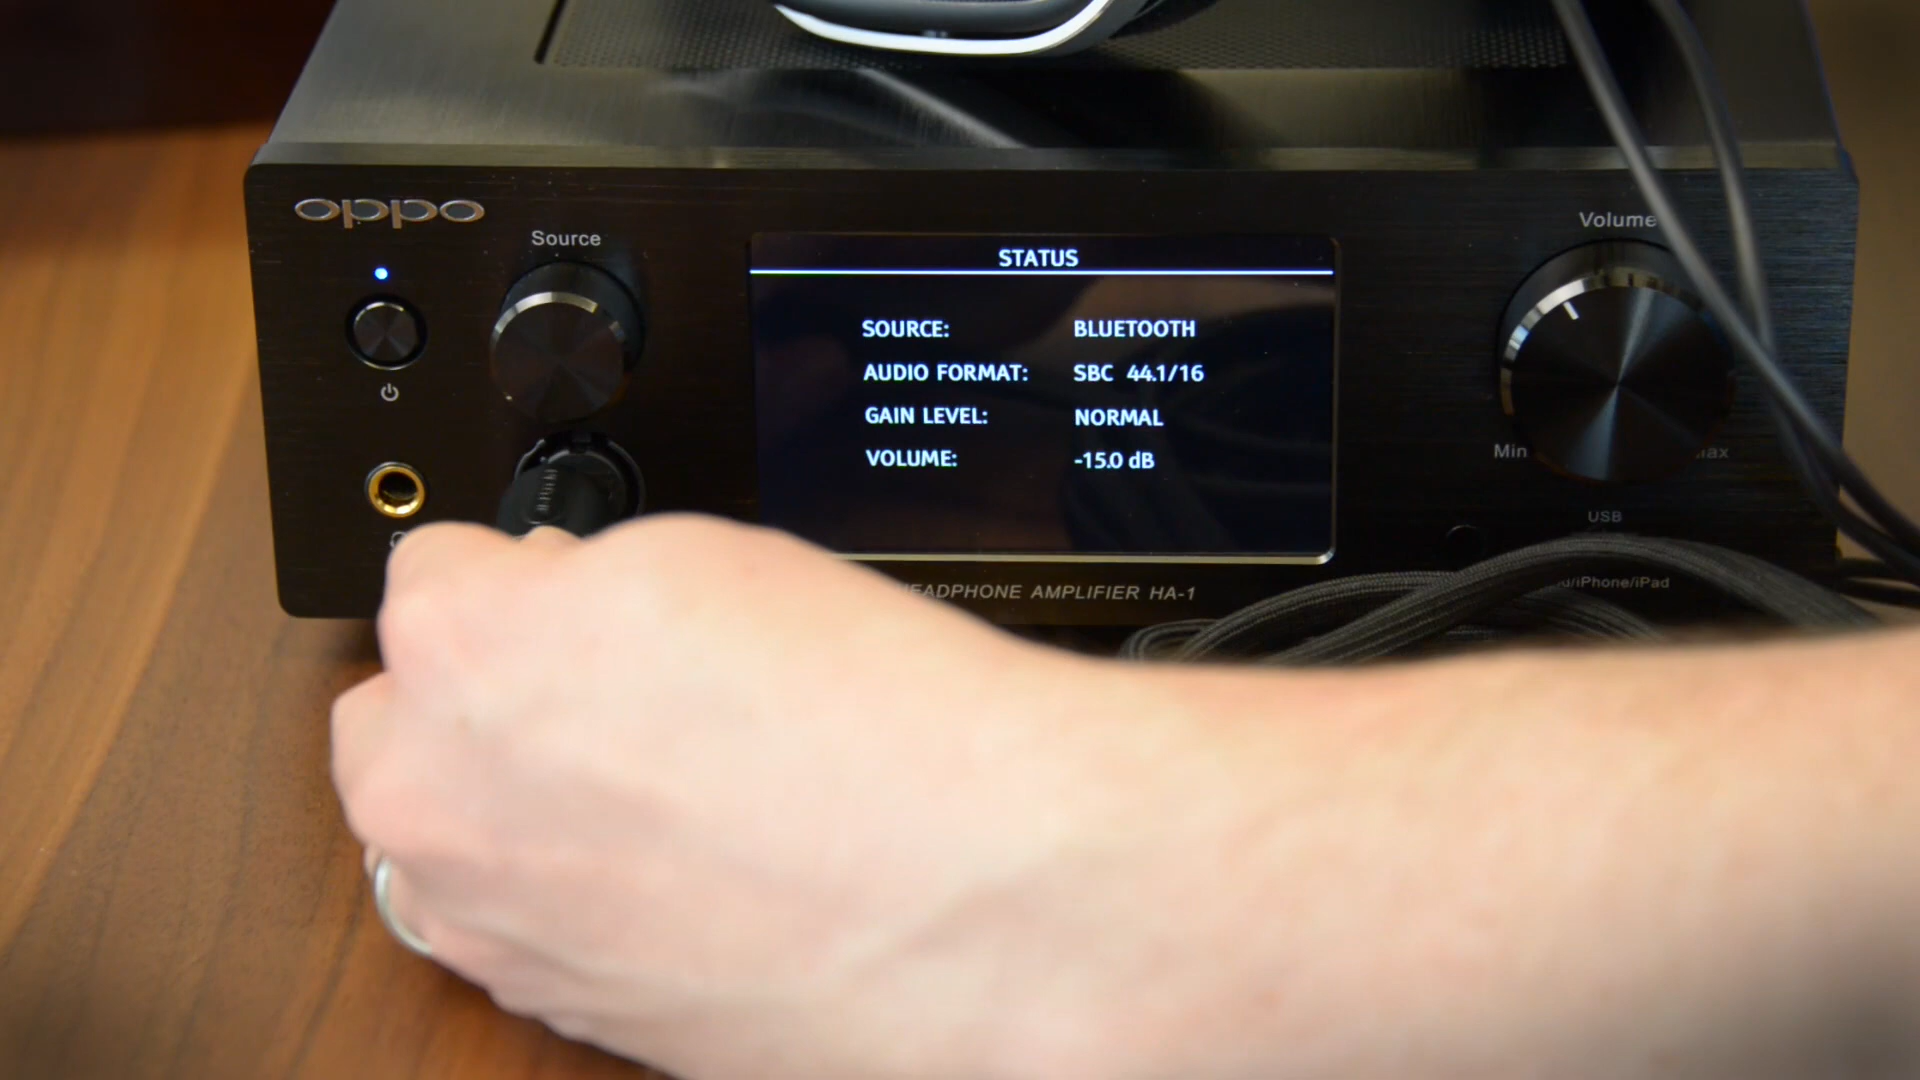 oppo
Source
Volume
STATUS
SOURCE: BLUETOOTH
AUDIO FORMAT: SBC 44.1/16
GAIN LEVEL: NORMAL
VOLUME: -15.0 dB
Min
USB
AMPLIFIER HA-1
/iPhone/iPad